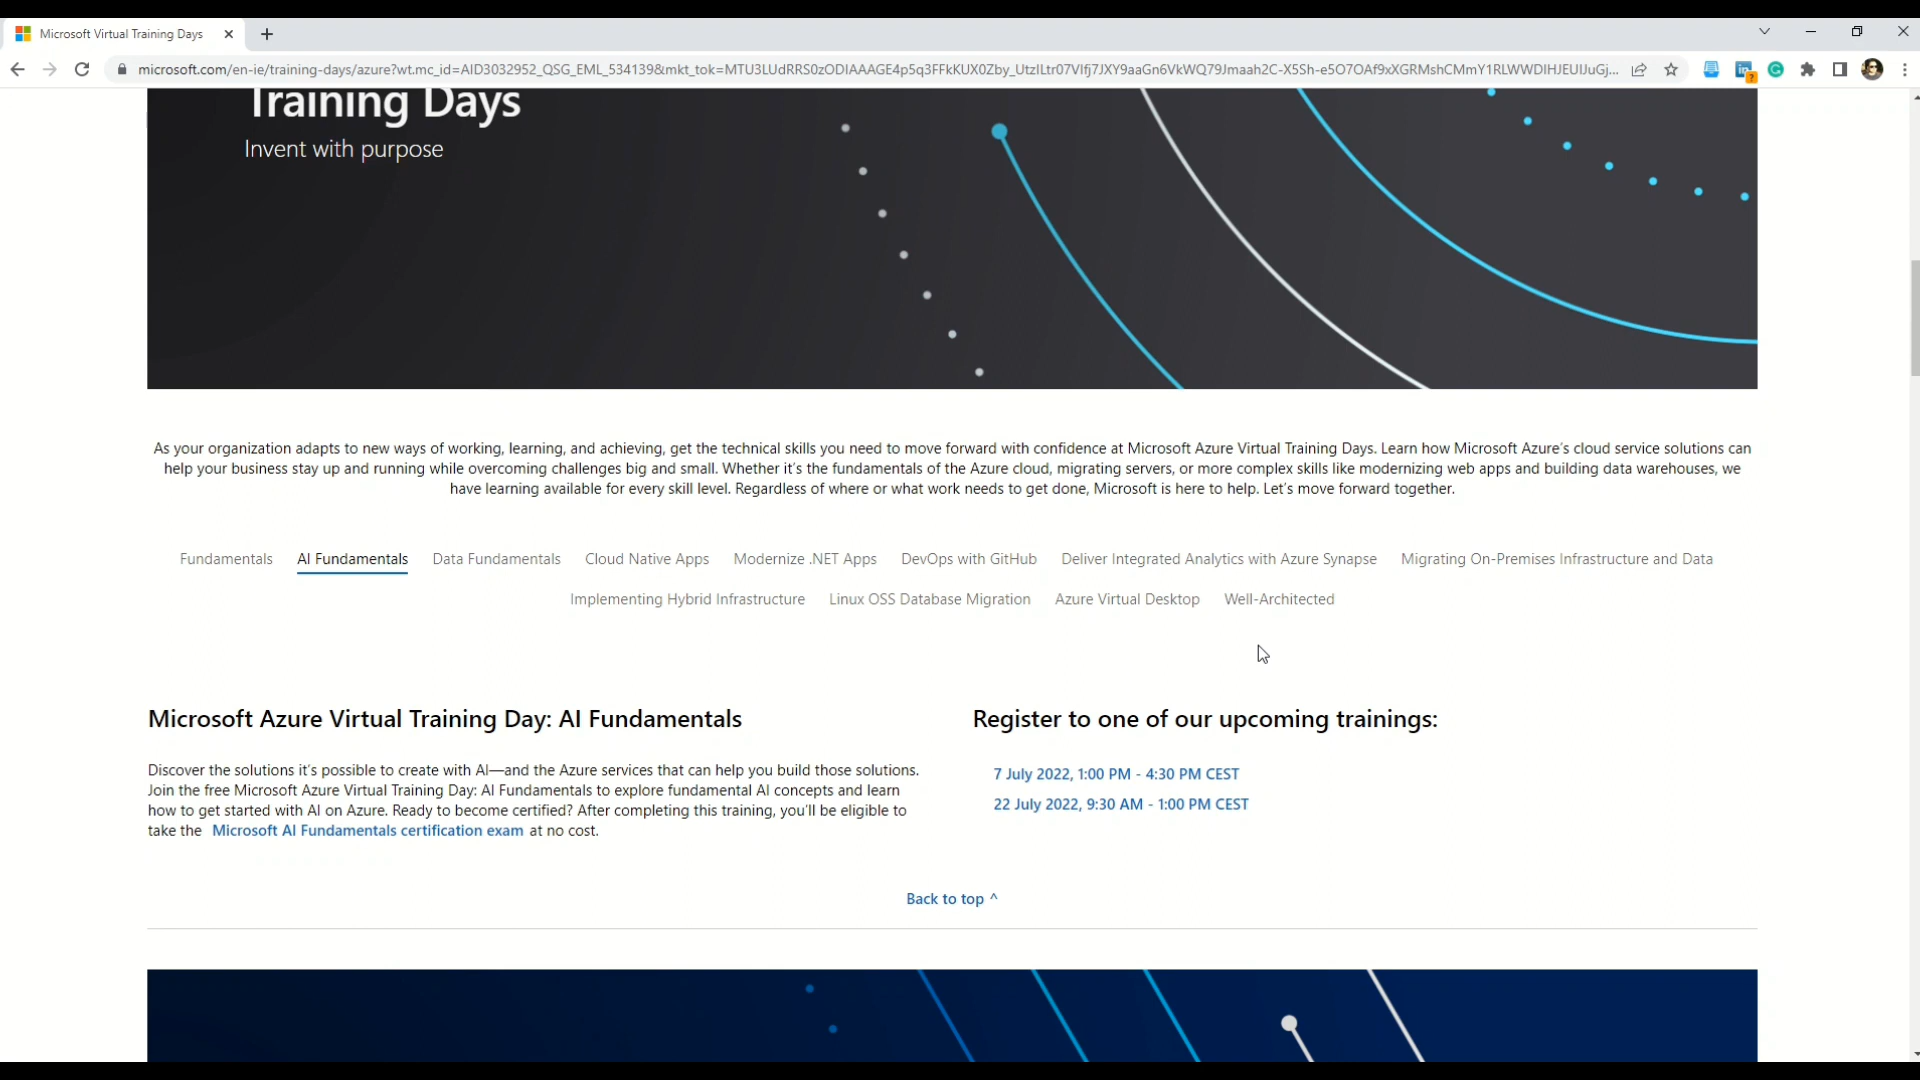 Microsoft Virtual Training Days
microsoft.com/en-ie/training-days/azure?wt.mc_id=AID3032952_QSG_EML_534139&mkt_tok=
Training Days
Invent with purpose
As your organization adapts to new ways of working, learning, and achieving, get the technical skills you need to move forward with confidence at Microsoft Azure Virtual Training Days. Learn how Microsoft Azure's cloud service solutions can
help your business stay up and running while overcoming challenges big and small. Whether it's the fundamentals of the Azure cloud, migrating servers, or more complex skills like modernizing web apps and building data warehouses, we
have learning available for every skill level. Regardless of where or what work needs to get done, Microsoft is here to help. Let's move forward together.
Fundamentals AI Fundamentals Data Fundamentals Cloud Native Apps Modernize .NET Apps DevOps with GitHub Deliver Integrated Analytics with Azure Synapse Migrating On-Premises Infrastructure and Data
Implementing Hybrid Infrastructure Linux OSS Database Migration Azure Virtual Desktop Well-Architected
Microsoft Azure Virtual Training Day: AI Fundamentals
Discover the solutions it's possible to create with AI—and the Azure services that can help you build those solutions.
Join the free Microsoft Azure Virtual Training Day: AI Fundamentals to explore fundamental AI concepts and learn
how to get started with AI on Azure. Ready to become certified? After completing this training, you'll be eligible to
take the Microsoft AI Fundamentals certification exam at no cost.
Register to one of our upcoming trainings:
7 July 2022, 1:00 PM - 4:30 PM CEST
22 July 2022, 9:30 AM - 1:00 PM CEST
Back to top ^